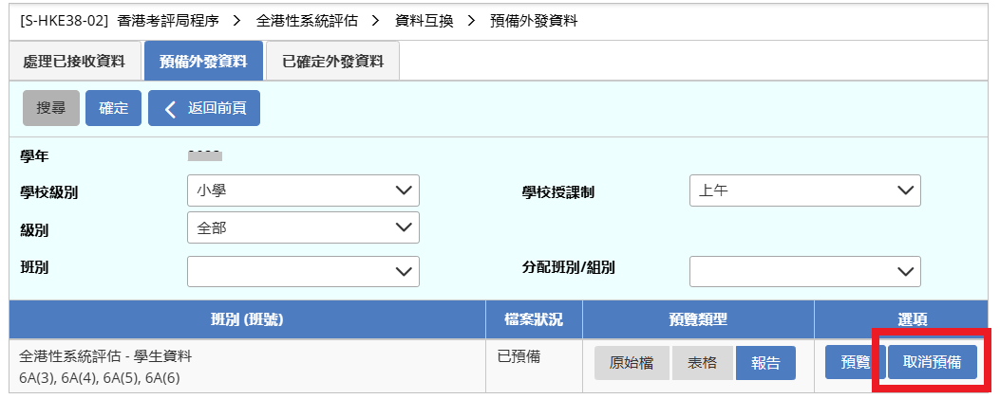 [S-HKE38-02] 香港考評局程序 > 全港性系統評估 > 資料互換 > 預備外發資料
處理已接收資料 預備外發資料 已確定外發資料
搜尋 確定 返回前頁
學年
學校級別 小學 學校授課制 上午
級別 全部
班別 分配班別/組別
班別 (班號) 檔案狀況 預覽類型 選項
全港性系統評估 - 學生資料 已預備 原始檔 表格 報告 預覽 取消預備
6A(3), 6A(4), 6A(5), 6A(6)